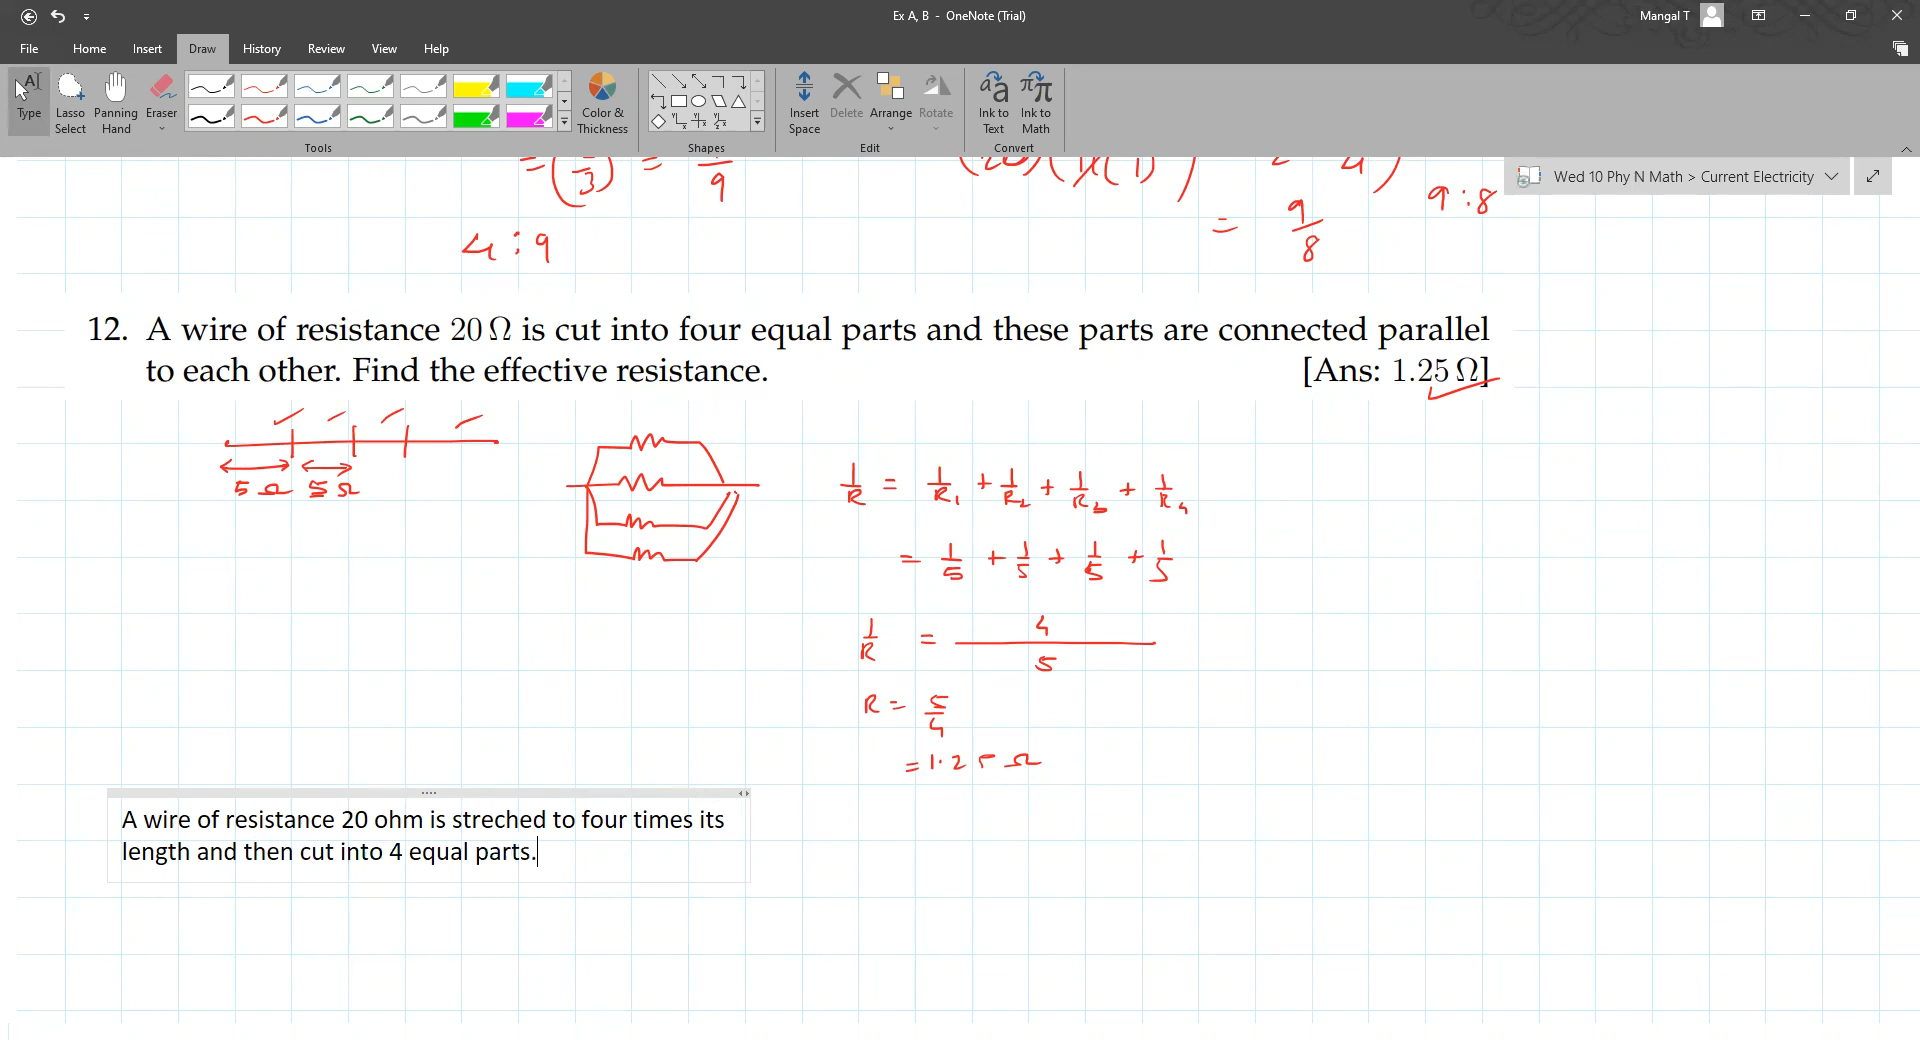 Ex A, B - OneNote (Trial)
Mangal T
File Home Insert Draw History Review View Help
Type
Lasso Select
Panning Hand
Eraser
Color & Thickness
Insert Space
Delete
Arrange
Rotate
Ink to Text
Ink to Math
Tools
Shapes
Edit
Convert
Wed 10 Phy N Math > Current Electricity
9 : 8
= 9/8
4 : 9
12. A wire of resistance 20 Ω is cut into four equal parts and these parts are connected parallel
to each other. Find the effective resistance. [Ans: 1.25 Ω]
5 Ω 5 Ω
1/R = 1/R₁ + 1/R₂ + 1/R₃ + 1/R₄
= 1/5 + 1/5 + 1/5 + 1/5
1/R = 4/5
R = 5/4
= 1.25 Ω
A wire of resistance 20 ohm is streched to four times its
length and then cut into 4 equal parts.